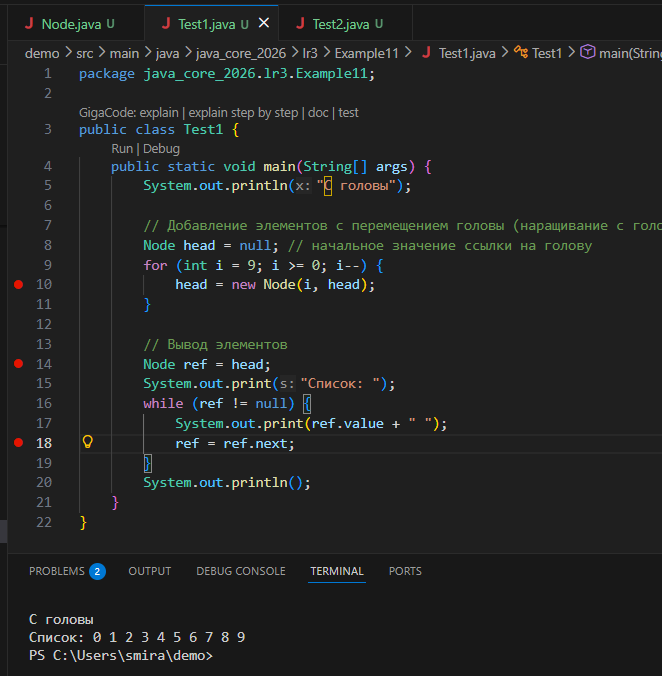 Node.java U Test1.java U Test2.java U
demo > src > main > java > java_core_2026 > lr3 > Example11 > Test1.java > Test1 > main(String
1 package java_core_2026.lr3.Example11;
2
GigaCode: explain | explain step by step | doc | test
3 public class Test1 {
Run | Debug
4 public static void main(String[] args) {
5 System.out.println(x: "С головы");
6
7 // Добавление элементов с перемещением головы (наращивание с голо
8 Node head = null; // начальное значение ссылки на голову
9 for (int i = 9; i >= 0; i--) {
10 head = new Node(i, head);
11 }
12
13 // Вывод элементов
14 Node ref = head;
15 System.out.print(s: "Список: ");
16 while (ref != null) {
17 System.out.print(ref.value + " ");
18 ref = ref.next;
19 }
20 System.out.println();
21 }
22 }
PROBLEMS 2 OUTPUT DEBUG CONSOLE TERMINAL PORTS
С головы
Список: 0 1 2 3 4 5 6 7 8 9
PS C:\Users\smira\demo>